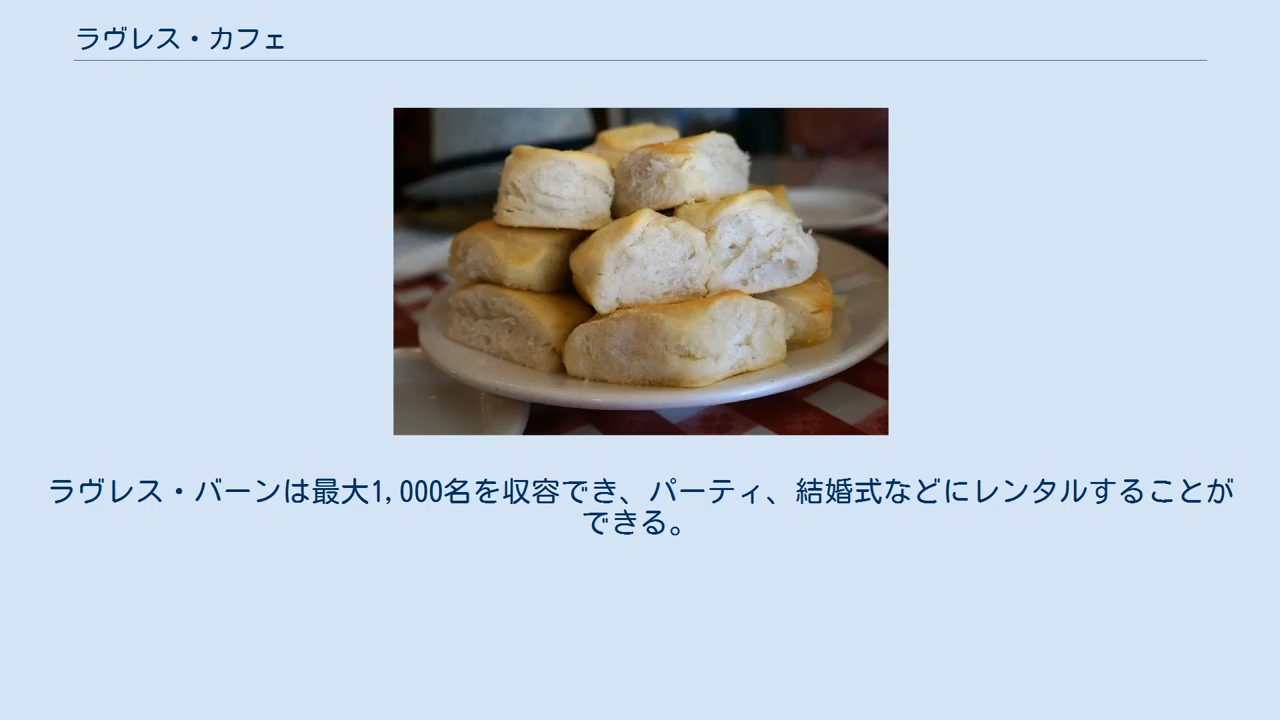 ラヴレス・カフェ
ラヴレス・バーンは最大1,000名を収容でき、パーティ、結婚式などにレンタルすることが
できる。